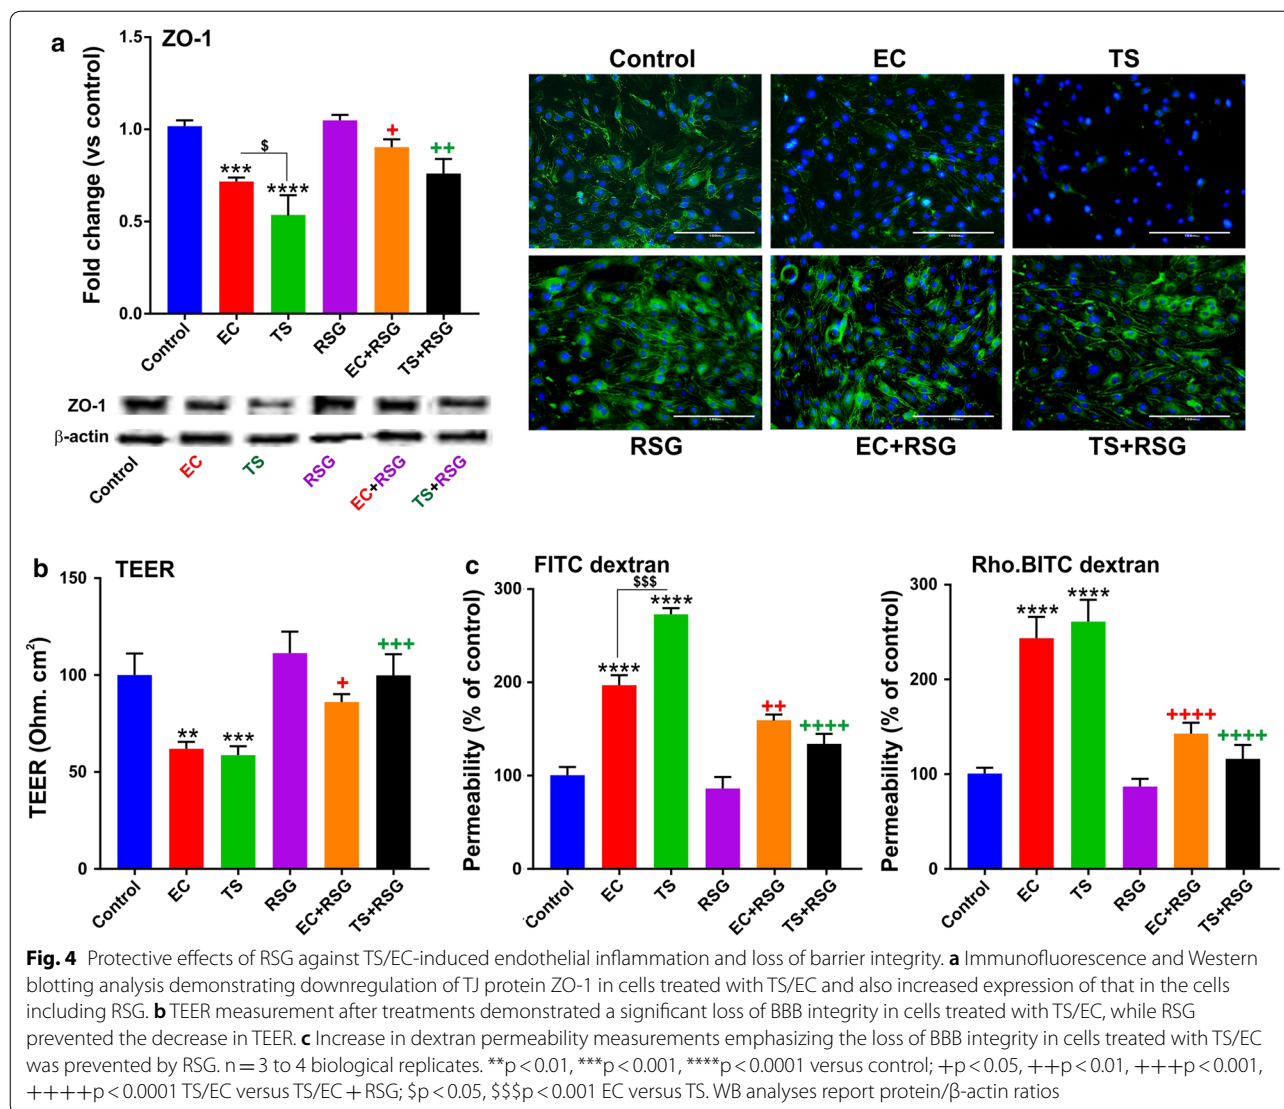 a ZO-1
Fold change (vs control)
1.5
1.0
0.5
0.0
***
$
****
+
++
Control
EC
TS
RSG
EC+RSG
TS+RSG
ZO-1
β-actin
Control
EC
TS
RSG
EC+RSG
TS+RSG
Control EC TS
RSG EC+RSG TS+RSG
b TEER
TEER (Ohm. cm²)
150
100
50
0
**
***
+
+++
Control
EC
TS
RSG
EC+RSG
TS+RSG
c FITC dextran
Permeability (% of control)
300
200
100
0
****
$$$
****
++
++++
Control
EC
TS
RSG
EC+RSG
TS+RSG
Rho.BITC dextran
Permeability (% of control)
300
200
100
0
****
****
++++
++++
Control
EC
TS
RSG
EC+RSG
TS+RSG
Fig. 4 Protective effects of RSG against TS/EC-induced endothelial inflammation and loss of barrier integrity. a Immunofluorescence and Western
blotting analysis demonstrating downregulation of TJ protein ZO-1 in cells treated with TS/EC and also increased expression of that in the cells
including RSG. b TEER measurement after treatments demonstrated a significant loss of BBB integrity in cells treated with TS/EC, while RSG
prevented the decrease in TEER. c Increase in dextran permeability measurements emphasizing the loss of BBB integrity in cells treated with TS/EC
was prevented by RSG. n = 3 to 4 biological replicates. **p < 0.01, ***p < 0.001, ****p < 0.0001 versus control; +p < 0.05, ++p < 0.01, +++p < 0.001,
++++p < 0.0001 TS/EC versus TS/EC + RSG; $p < 0.05, $$$p < 0.001 EC versus TS. WB analyses report protein/β-actin ratios